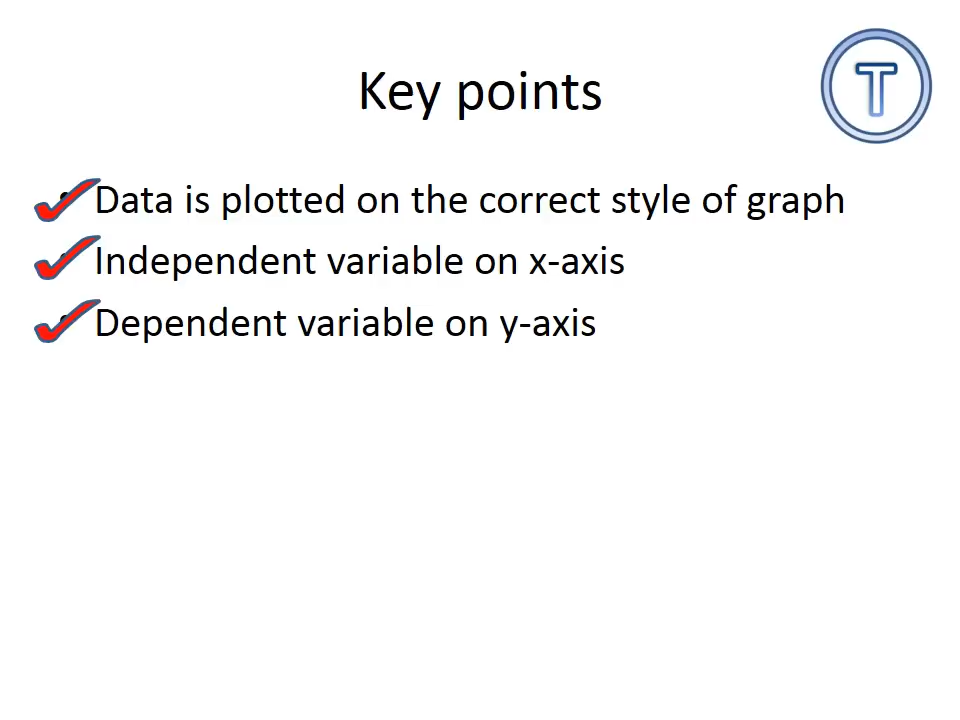 Key points
T
Data is plotted on the correct style of graph
Independent variable on x-axis
Dependent variable on y-axis